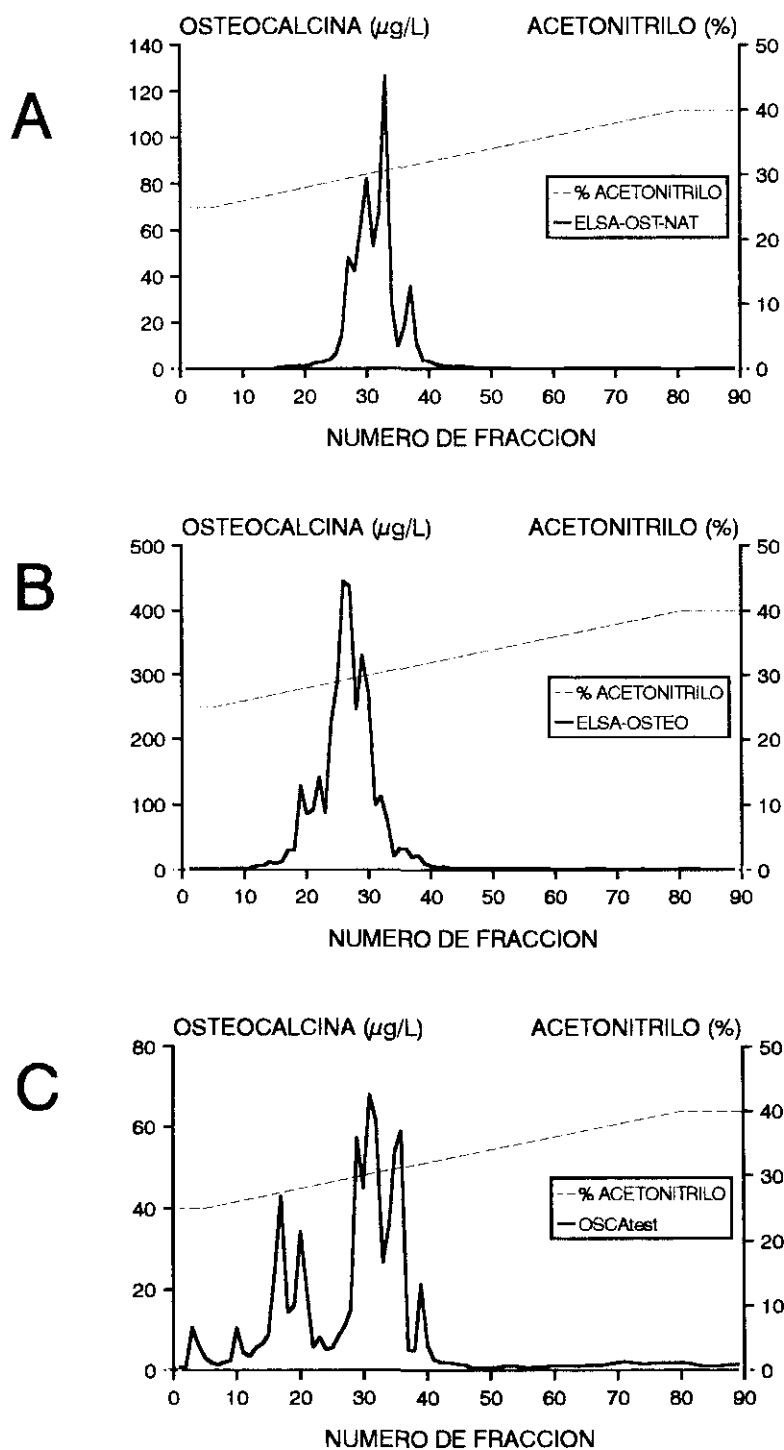 A
OSTEOCALCINA (µg/L) ACETONITRILO (%)
140
120
100
80
60
40
20
0
50
40
30
20
10
0
% ACETONITRILO
ELSA-OST-NAT
0 10 20 30 40 50 60 70 80 90
NUMERO DE FRACCION
B
OSTEOCALCINA (µg/L) ACETONITRILO (%)
500
400
300
200
100
0
50
40
30
20
10
0
% ACETONITRILO
ELSA-OSTEO
0 10 20 30 40 50 60 70 80 90
NUMERO DE FRACCION
C
OSTEOCALCINA (µg/L) ACETONITRILO (%)
80
60
40
20
0
50
40
30
20
10
0
% ACETONITRILO
OSCAtest
0 10 20 30 40 50 60 70 80 90
NUMERO DE FRACCION